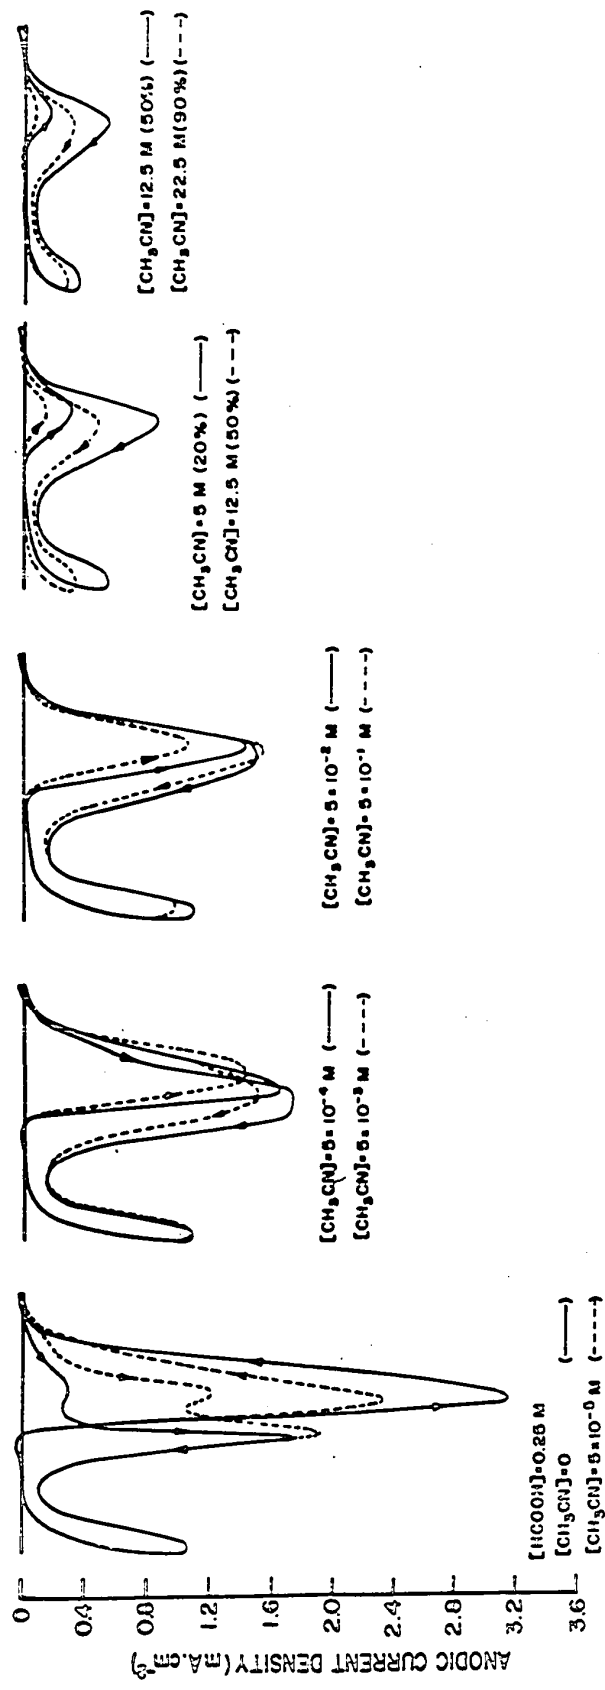 [CH₃CN]=12.5 M (50%) (——)
[CH₃CN]=22.5 M (90%) (---)
[CH₃CN]=5 M (20%) (——)
[CH₃CN]=12.5 M (50%) (---)
[CH₃CN]=5×10⁻² M (——)
[CH₃CN]=5×10⁻¹ M (----)
[CH₃CN]=5×10⁻⁴ M (——)
[CH₃CN]=5×10⁻³ M (----)
[HCOOH]=0.25 M
[CH₃CN]=0 (——)
[CH₃CN]=5×10⁻⁵ M (----)
0 0.4 0.8 1.2 1.6 2.0 2.4 2.8 3.2 3.6
ANODIC CURRENT DENSITY (mA.cm⁻²)